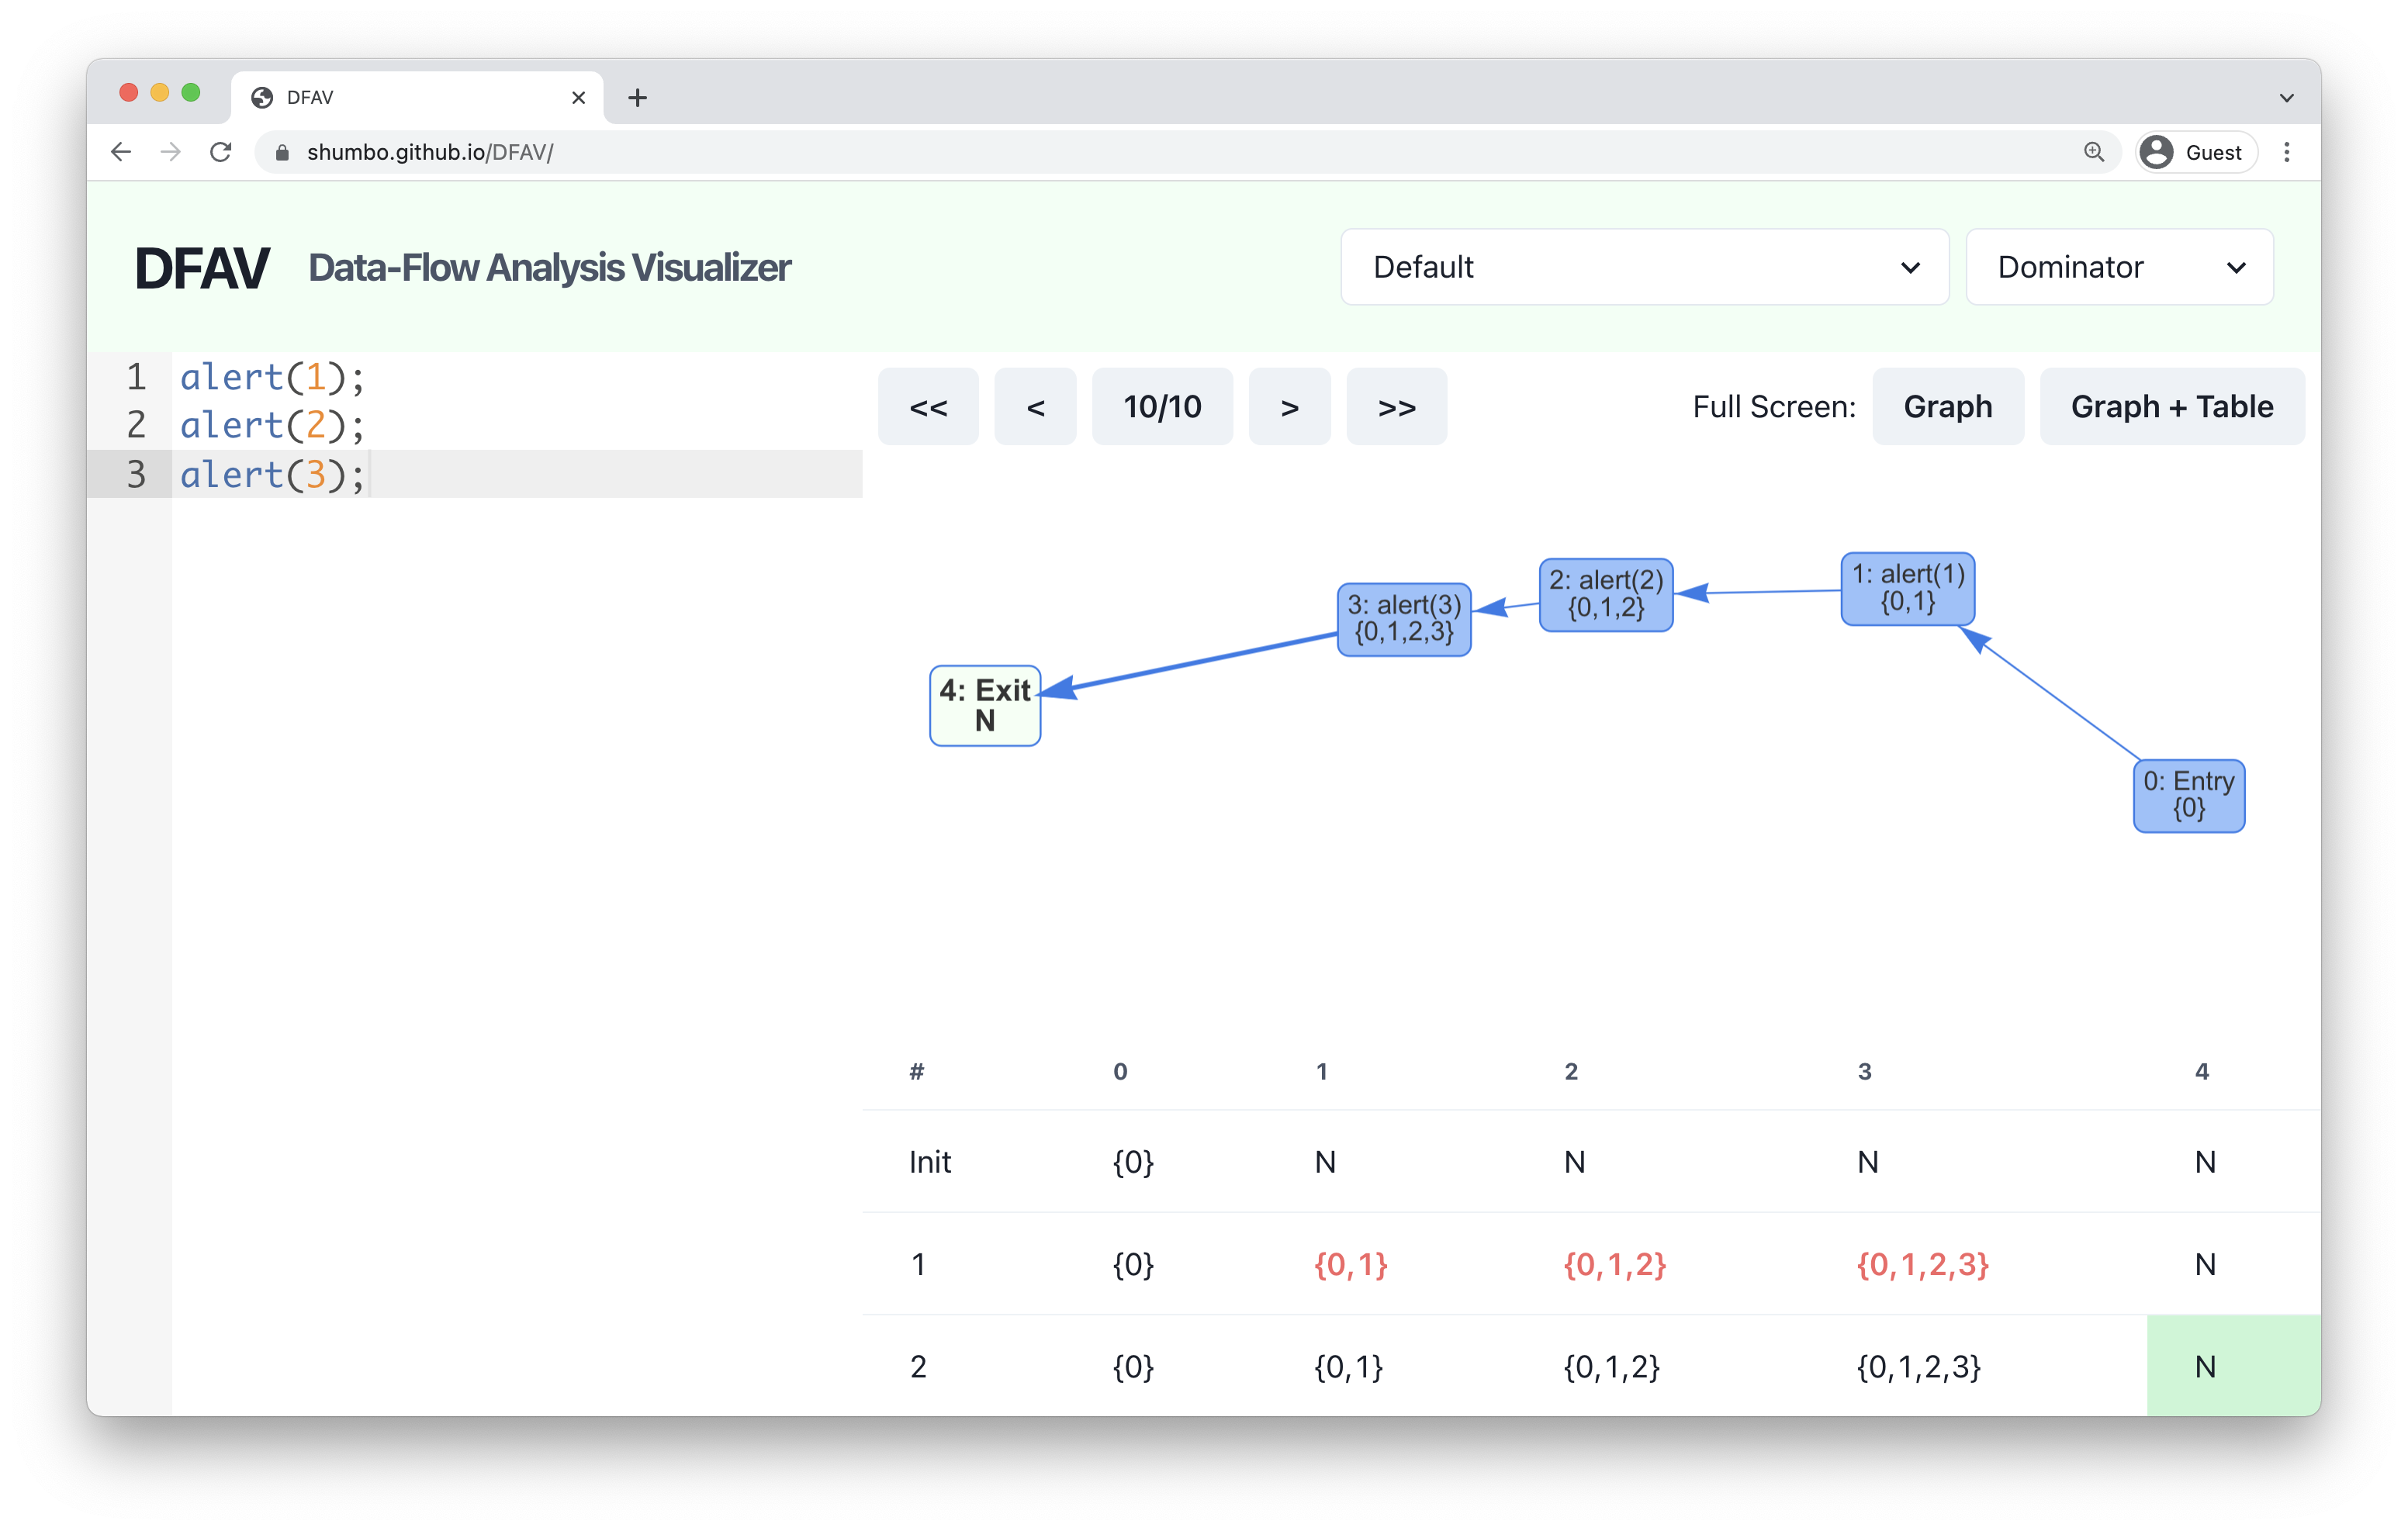 DFAV
shumbo.github.io/DFAV/
Guest
DFAV Data-Flow Analysis Visualizer
Default
Dominator
1 alert(1);
2 alert(2);
3 alert(3);
<< < 10/10 > >>
Full Screen: Graph Graph + Table
1: alert(1)
{0,1}
2: alert(2)
{0,1,2}
3: alert(3)
{0,1,2,3}
4: Exit
N
0: Entry
{0}
# 0 1 2 3 4
Init {0} N N N N
1 {0} {0,1} {0,1,2} {0,1,2,3} N
2 {0} {0,1} {0,1,2} {0,1,2,3} N